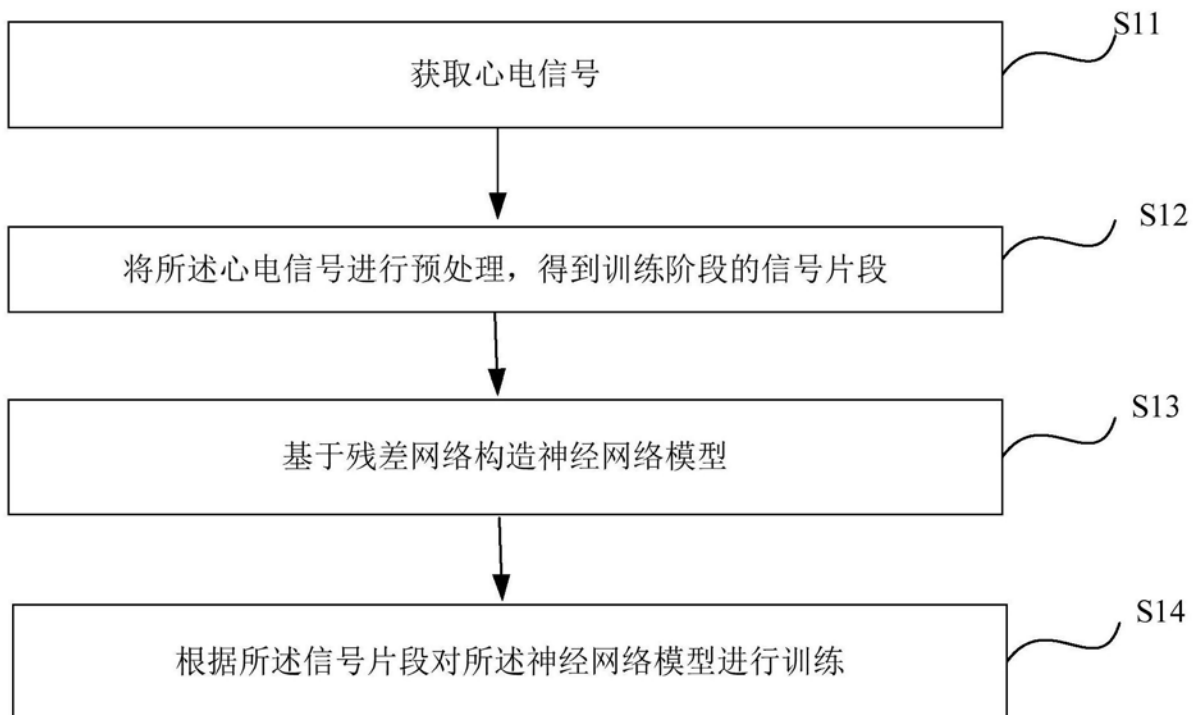 S11
获取心电信号
S12
将所述心电信号进行预处理，得到训练阶段的信号片段
S13
基于残差网络构造神经网络模型
S14
根据所述信号片段对所述神经网络模型进行训练